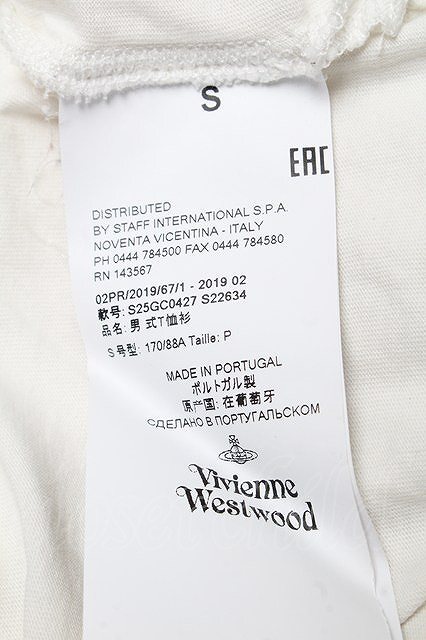 S
EAC
DISTRIBUTED
BY STAFF INTERNATIONAL S.P.A.
NOVENTA VICENTINA - ITALY
PH 0444 784500 FAX 0444 784580
RN 143567
02PR/2019/67/1 - 2019 02
款号: S25GC0427 S22634
品名: 男式T恤衫
S号型: 170/88A Taille: P
MADE IN PORTUGAL
ポルトガル製
原产国: 在葡萄牙
СДЕЛАНО В ПОРТУГАЛЬСКОМ
Vivienne
Westwood